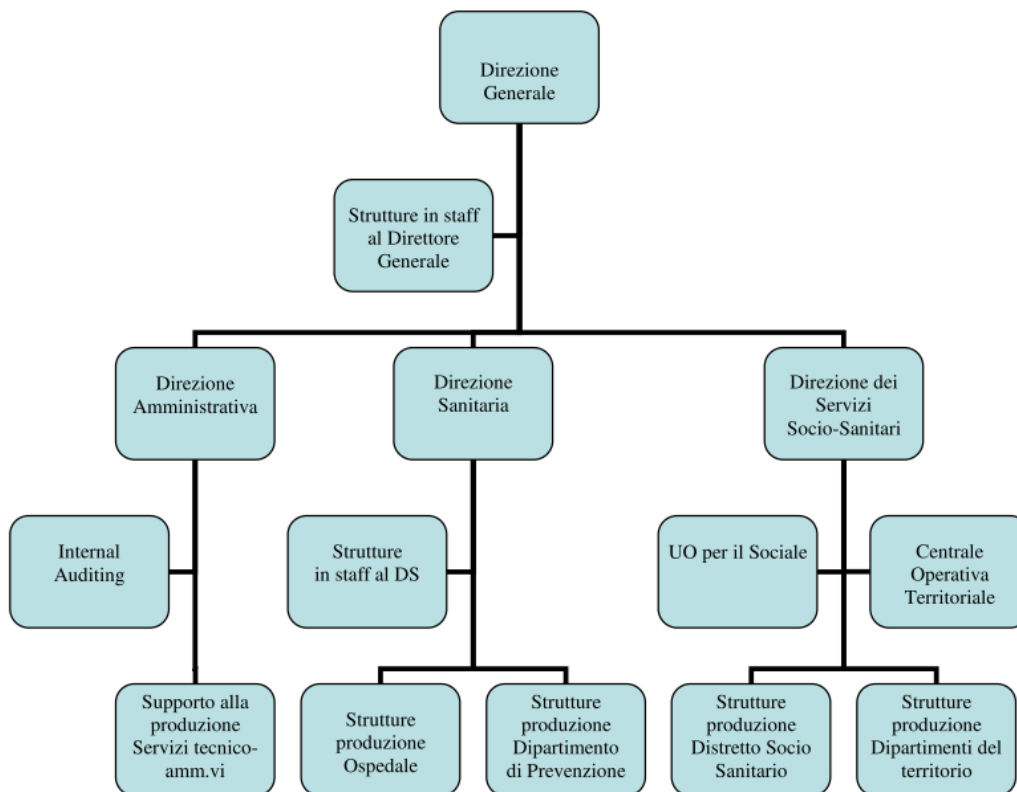 Direzione
Generale
Strutture in staff
al Direttore
Generale
Direzione
Amministrativa
Direzione
Sanitaria
Direzione dei
Servizi
Socio-Sanitari
Internal
Auditing
Strutture
in staff al DS
UO per il Sociale
Centrale
Operativa
Territoriale
Supporto alla
produzione
Servizi tecnico-
amm.vi
Strutture
produzione
Ospedale
Strutture
produzione
Dipartimento
di Prevenzione
Strutture
produzione
Distretto Socio
Sanitario
Strutture
produzione
Dipartimenti del
territorio